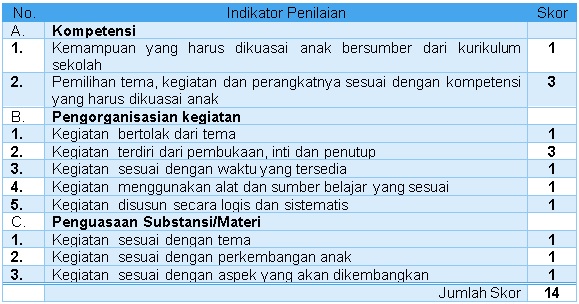 No. Indikator Penilaian Skor
A. Kompetensi
1. Kemampuan yang harus dikuasai anak bersumber dari kurikulum 1
sekolah
2. Pemilihan tema, kegiatan dan perangkatnya sesuai dengan kompetensi 3
yang harus dikuasai anak
B. Pengorganisasian kegiatan
1. Kegiatan bertolak dari tema 1
2. Kegiatan terdiri dari pembukaan, inti dan penutup 3
3. Kegiatan sesuai dengan waktu yang tersedia 1
4. Kegiatan menggunakan alat dan sumber belajar yang sesuai 1
5. Kegiatan disusun secara logis dan sistematis 1
C. Penguasaan Substansi/Materi
1. Kegiatan sesuai dengan tema 1
2. Kegiatan sesuai dengan perkembangan anak 1
3. Kegiatan sesuai dengan aspek yang akan dikembangkan 1
Jumlah Skor 14